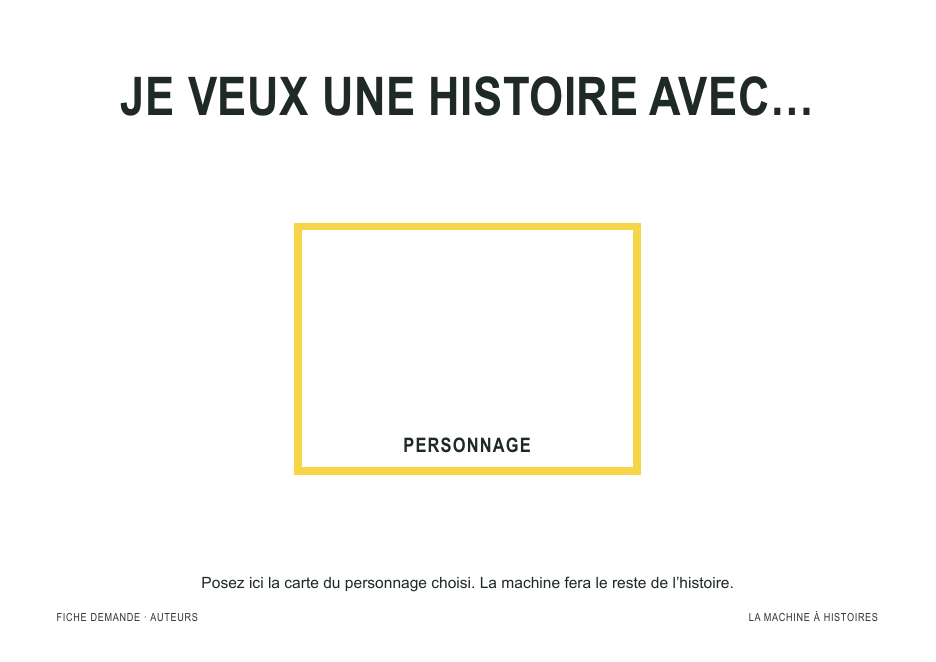 JE VEUX UNE HISTOIRE AVEC…
PERSONNAGE
Posez ici la carte du personnage choisi. La machine fera le reste de l’histoire.
FICHE DEMANDE · AUTEURS
LA MACHINE À HISTOIRES